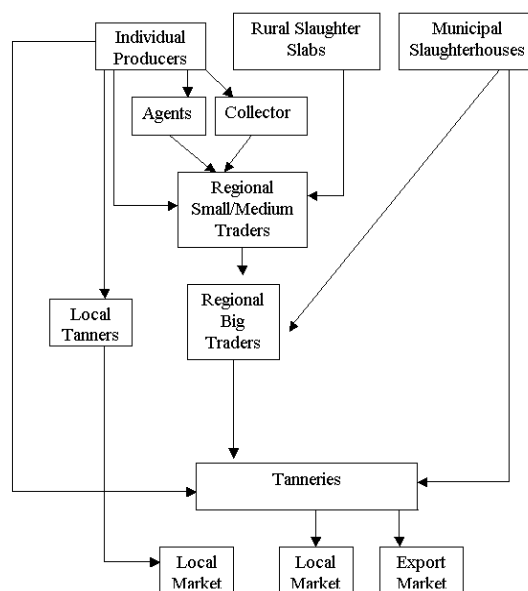 Individual
Producers
Rural Slaughter
Slabs
Municipal
Slaughterhouses
Agents
Collector
Regional
Small/Medium
Traders
Regional
Big
Traders
Local
Tanners
Tanneries
Local
Market
Local
Market
Export
Market